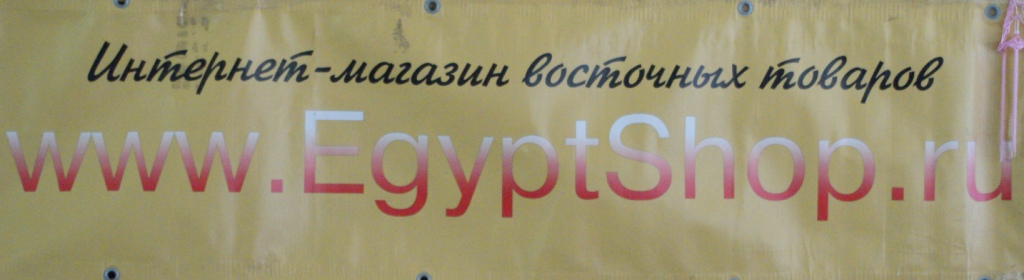 Интернет-магазин восточных товаров
www.EgyptShop.ru